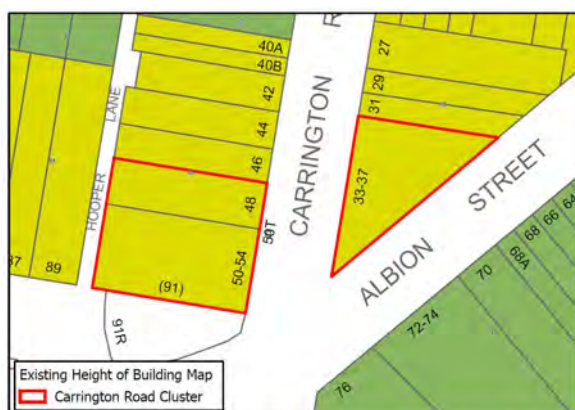 40A
40B
42
44
46
48
50T
50-54
(91)
91R
89
HOOPER
LANE
CARRINGTON
R
27
29
31
33-37
ALBION
STREET
64
66
68
68A
70
72-74
76
Existing Height of Building Map
Carrington Road Cluster